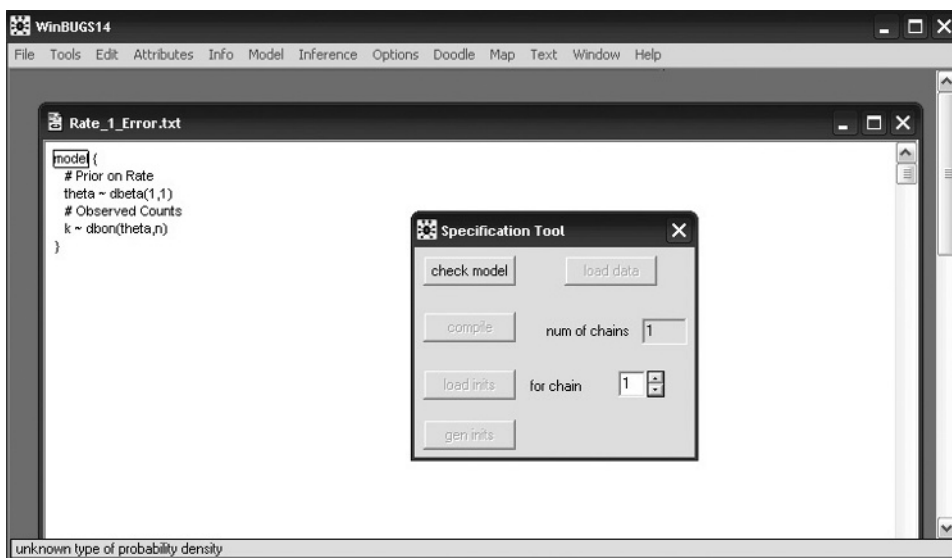 WinBUGS14
File Tools Edit Attributes Info Model Inference Options Doodle Map Text Window Help
Rate_1_Error.txt
model {
# Prior on Rate
theta ~ dbeta(1,1)
# Observed Counts
k ~ dbon(theta,n)
}
Specification Tool
check model load data
compile num of chains 1
load inits for chain 1
gen inits
unknown type of probability density